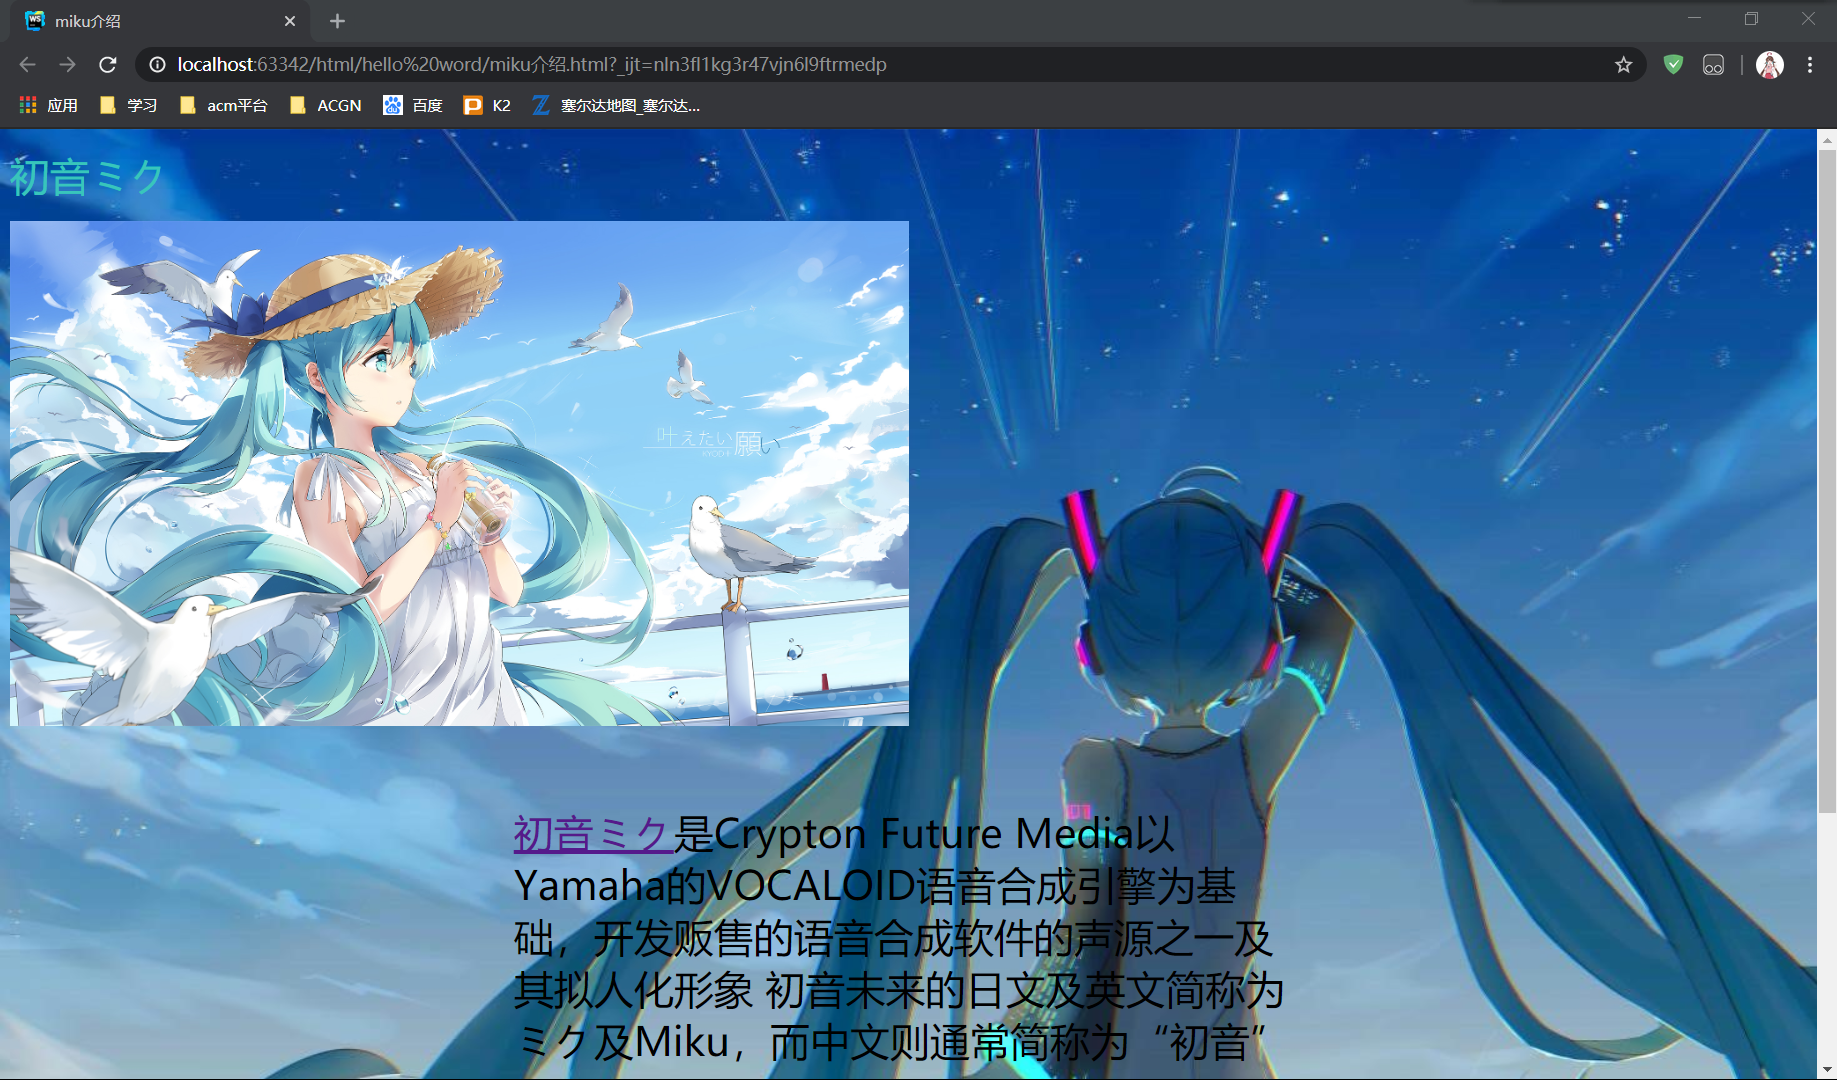 WS
miku介绍
localhost:63342/html/hello%20word/miku介绍.html?_ijt=nln3fl1kg3r47vjn6l9ftrmedp
应用 学习 acm平台 ACGN 百度 K2 塞尔达地图_塞尔达...
初音ミク
叶えたい願い
01
初音ミク是Crypton Future Media以
Yamaha的VOCALOID语音合成引擎为基
础，开发贩售的语音合成软件的声源之一及
其拟人化形象 初音未来的日文及英文简称为
ミク及Miku，而中文则通常简称为“初音”